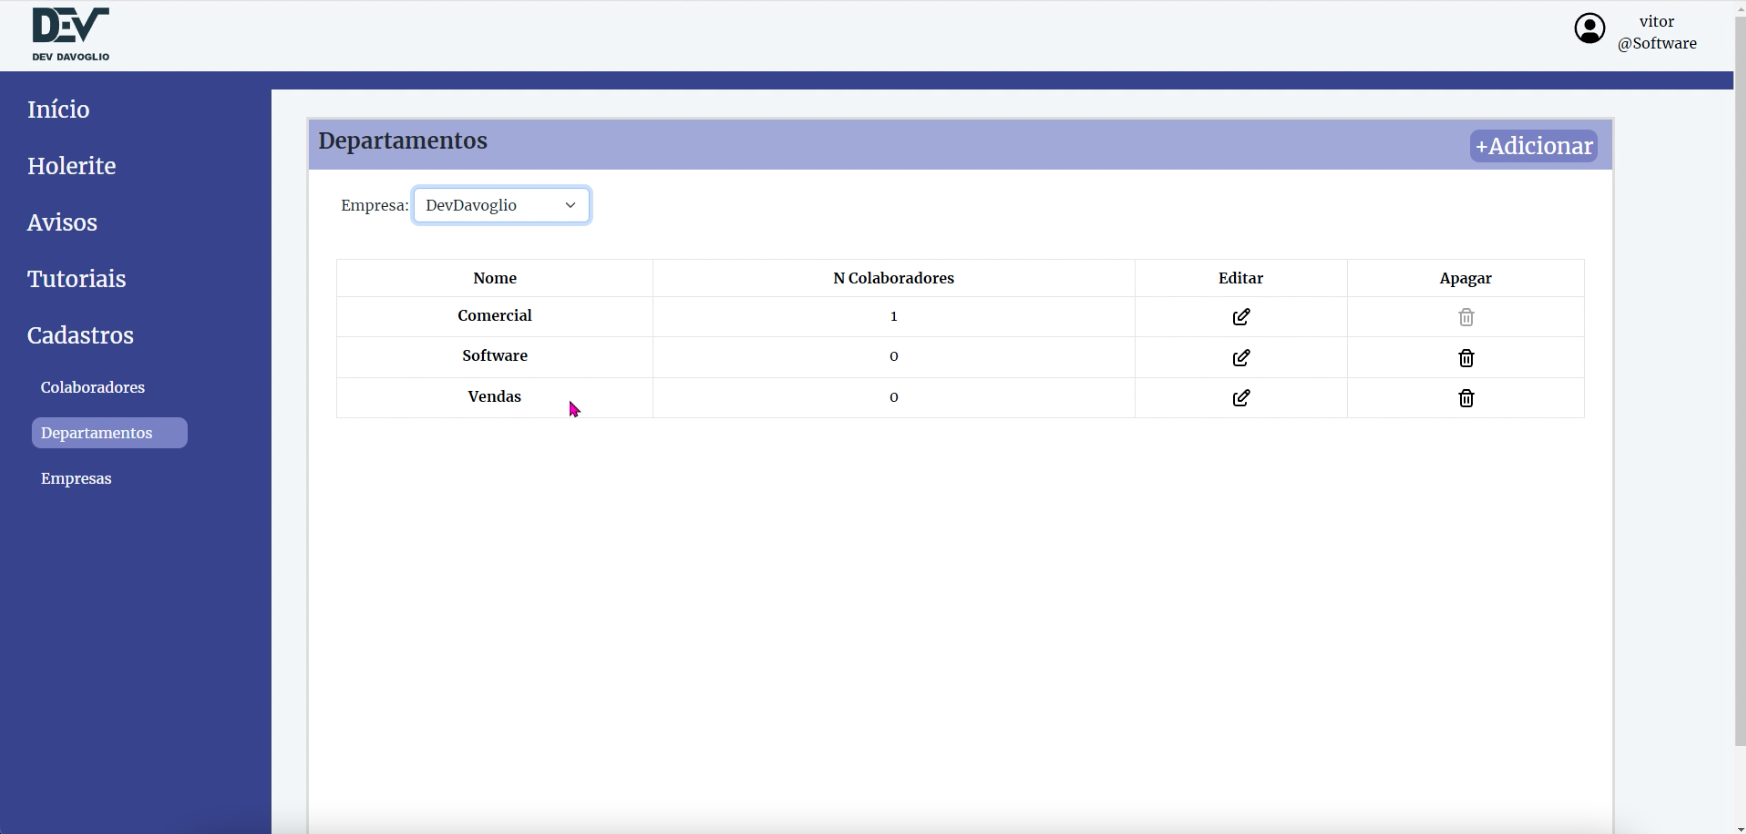 DEV
DEV DAVOGLIO
vitor
@Software
Início
Holerite
Avisos
Tutoriais
Cadastros
Colaboradores
Departamentos
Empresas
Departamentos
+Adicionar
Empresa: DevDavoglio
Nome N Colaboradores Editar Apagar
Comercial 1
Software 0
Vendas 0